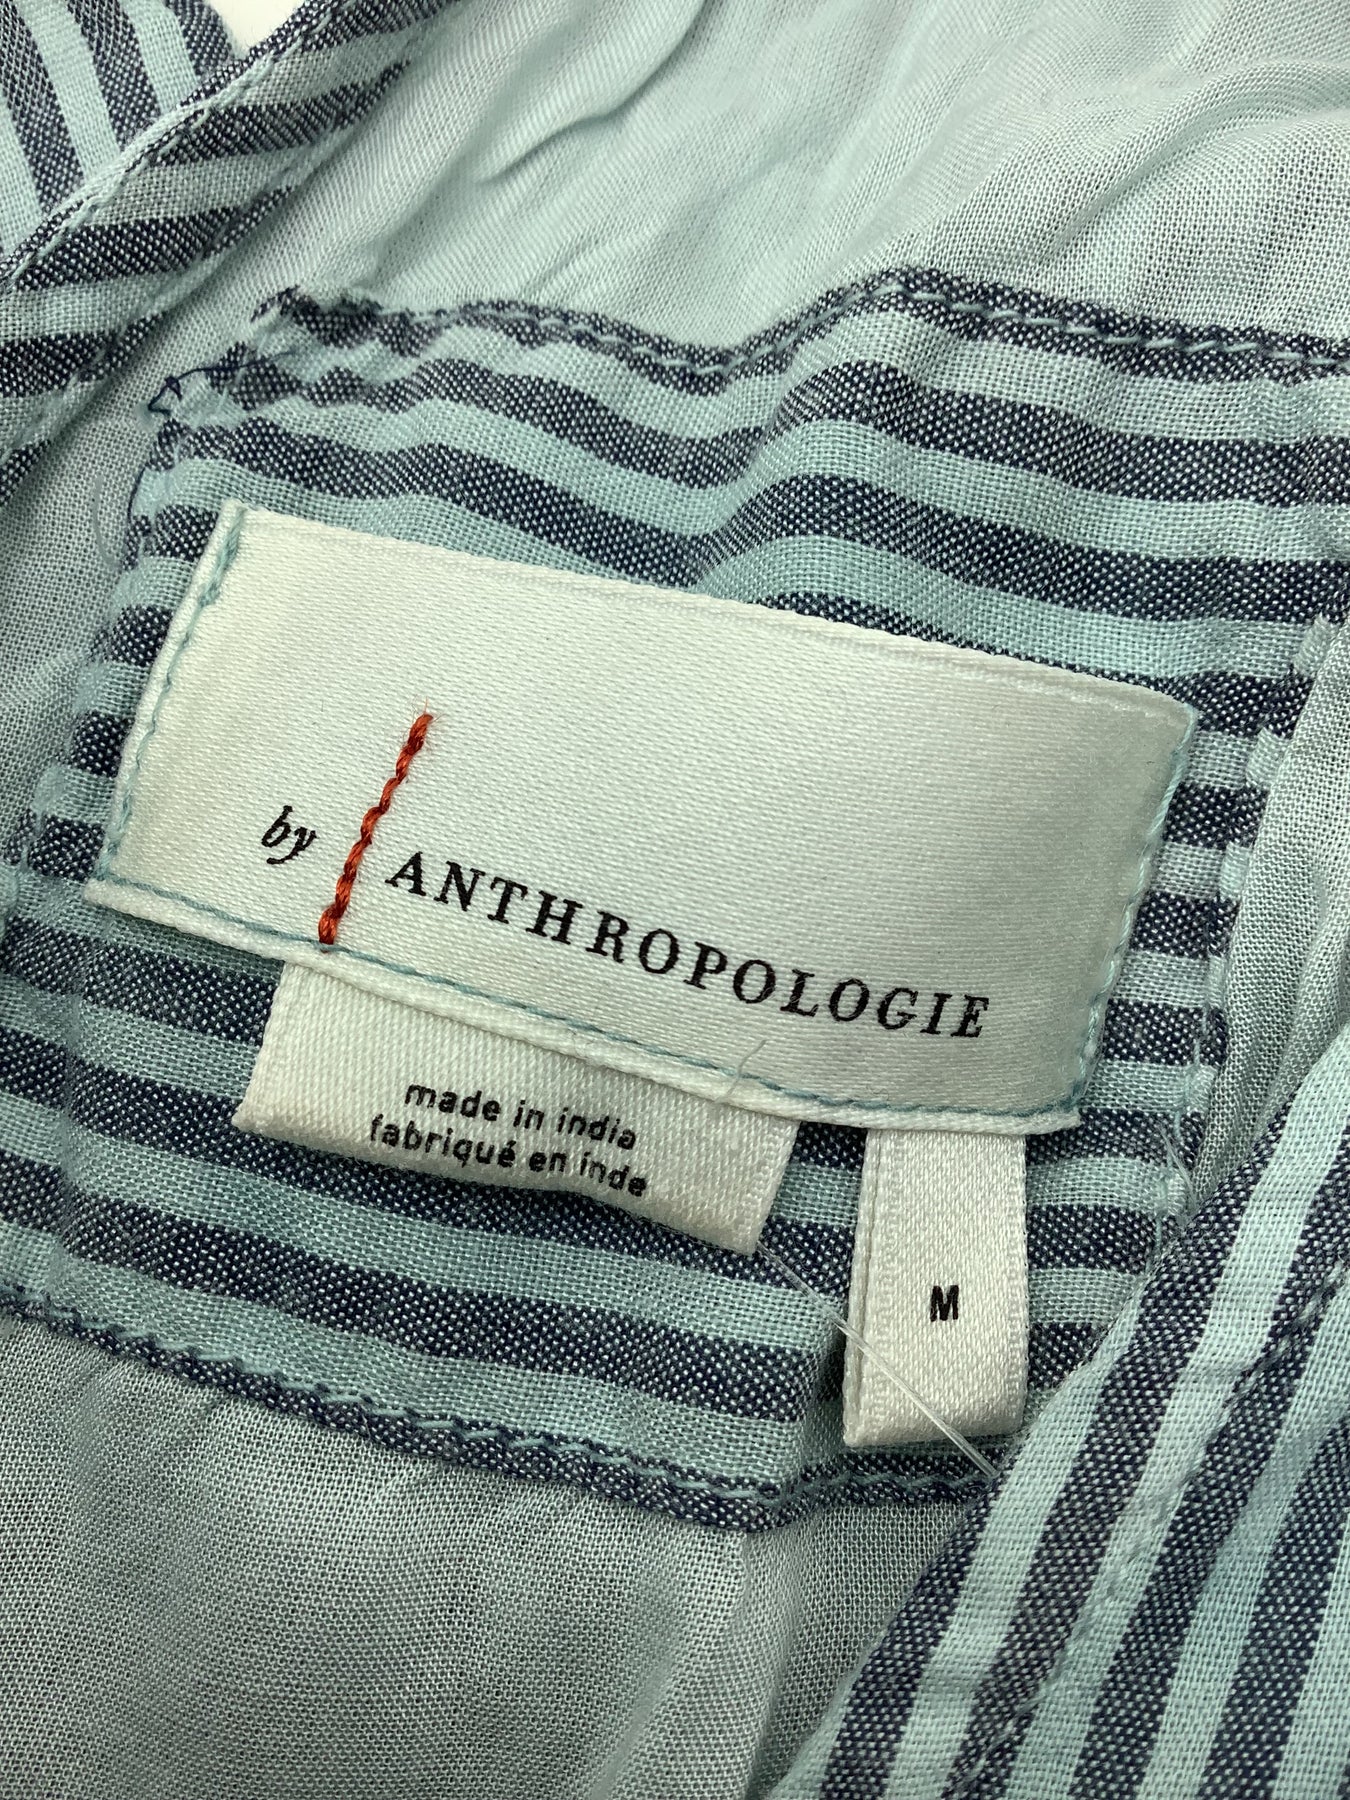 by ANTHROPOLOGIE
made in india
fabriqué en inde
M